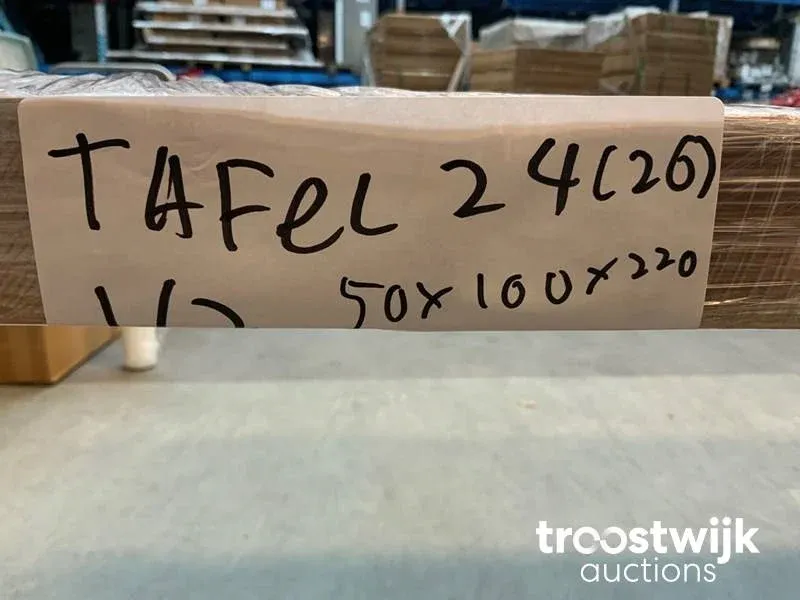 TAFEL 24(26)
50x100x220
troostwijk
auctions